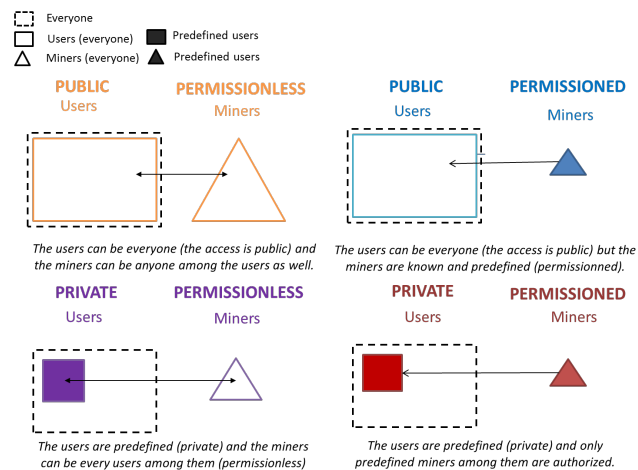 Everyone
Users (everyone)
Predefined users
Miners (everyone)
Predefined users
PUBLIC
Users
PERMISSIONLESS
Miners
PUBLIC
Users
PERMISSIONED
Miners
The users can be everyone (the access is public) and
the miners can be anyone among the users as well.
The users can be everyone (the access is public) but the
miners are known and predefined (permissionned).
PRIVATE
Users
PERMISSIONLESS
Miners
PRIVATE
Users
PERMISSIONED
Miners
The users are predefined (private) and the miners
can be every users among them (permissionless)
The users are predefined (private) and only
predefined miners among them are authorized.